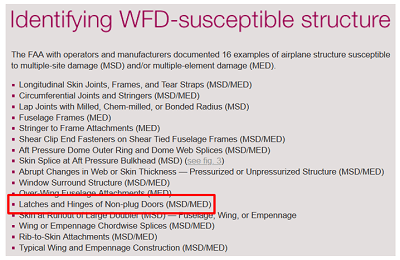 Identifying WFD-susceptible structure
The FAA with operators and manufacturers documented 16 examples of airplane structure susceptible
to multiple-site damage (MSD) and/or multiple-element damage (MED).
▪ Longitudinal Skin Joints, Frames, and Tear Straps (MSD/MED)
▪ Circumferential Joints and Stringers (MSD/MED)
▪ Lap Joints with Milled, Chem-milled, or Bonded Radius (MSD)
▪ Fuselage Frames (MED)
▪ Stringer to Frame Attachments (MED)
▪ Shear Clip End Fasteners on Shear Tied Fuselage Frames (MSD/MED)
▪ Aft Pressure Dome Outer Ring and Dome Web Splices (MSD/MED)
▪ Skin Splice at Aft Pressure Bulkhead (MSD) (see fig. 3)
▪ Abrupt Changes in Web or Skin Thickness — Pressurized or Unpressurized Structure (MSD/MED)
▪ Window Surround Structure (MSD/MED)
▪ Over-Wing Fuselage Attachments (MED)
▪ Latches and Hinges of Non-plug Doors (MSD/MED)
▪ Skin at Runout of Large Doubler (MSD) — Fuselage, Wing, or Empennage
▪ Wing or Empennage Chordwise Splices (MSD/MED)
▪ Rib-to-Skin Attachments (MSD/MED)
▪ Typical Wing and Empennage Construction (MSD/MED)